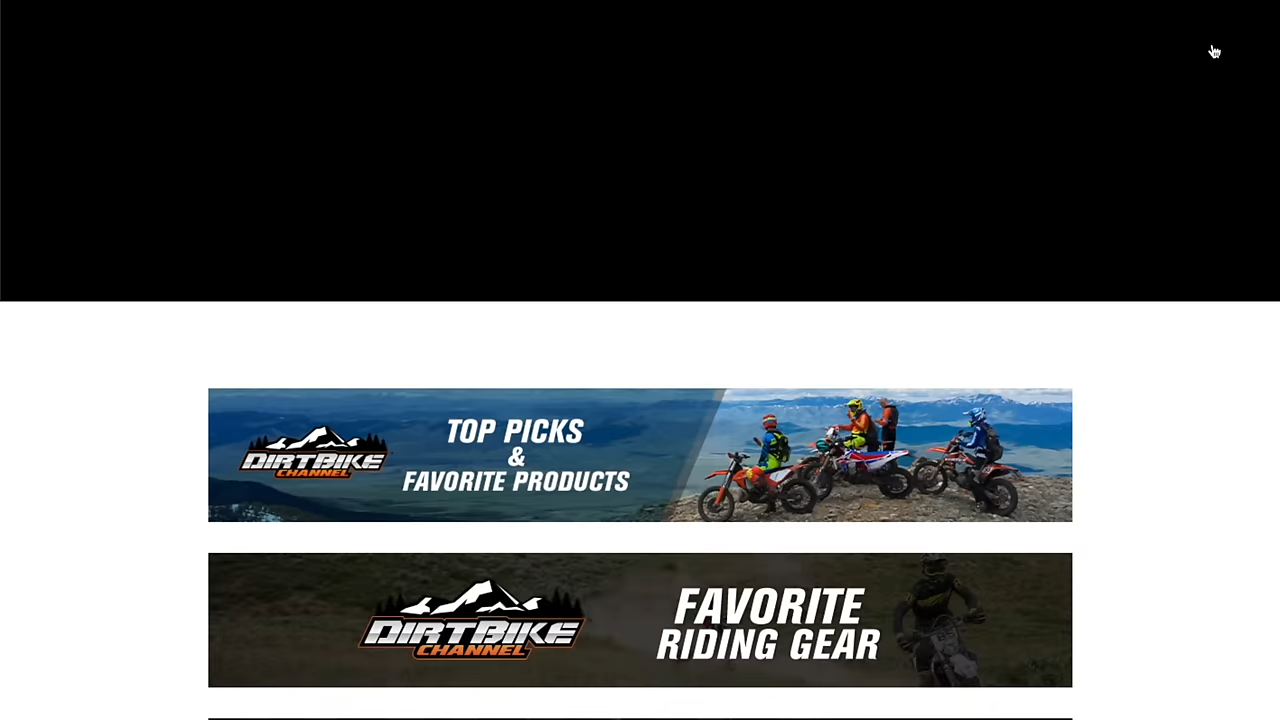 DIRTBIKE
CHANNEL
TOP PICKS
&
FAVORITE PRODUCTS
DIRTBIKE
CHANNEL
FAVORITE
RIDING GEAR